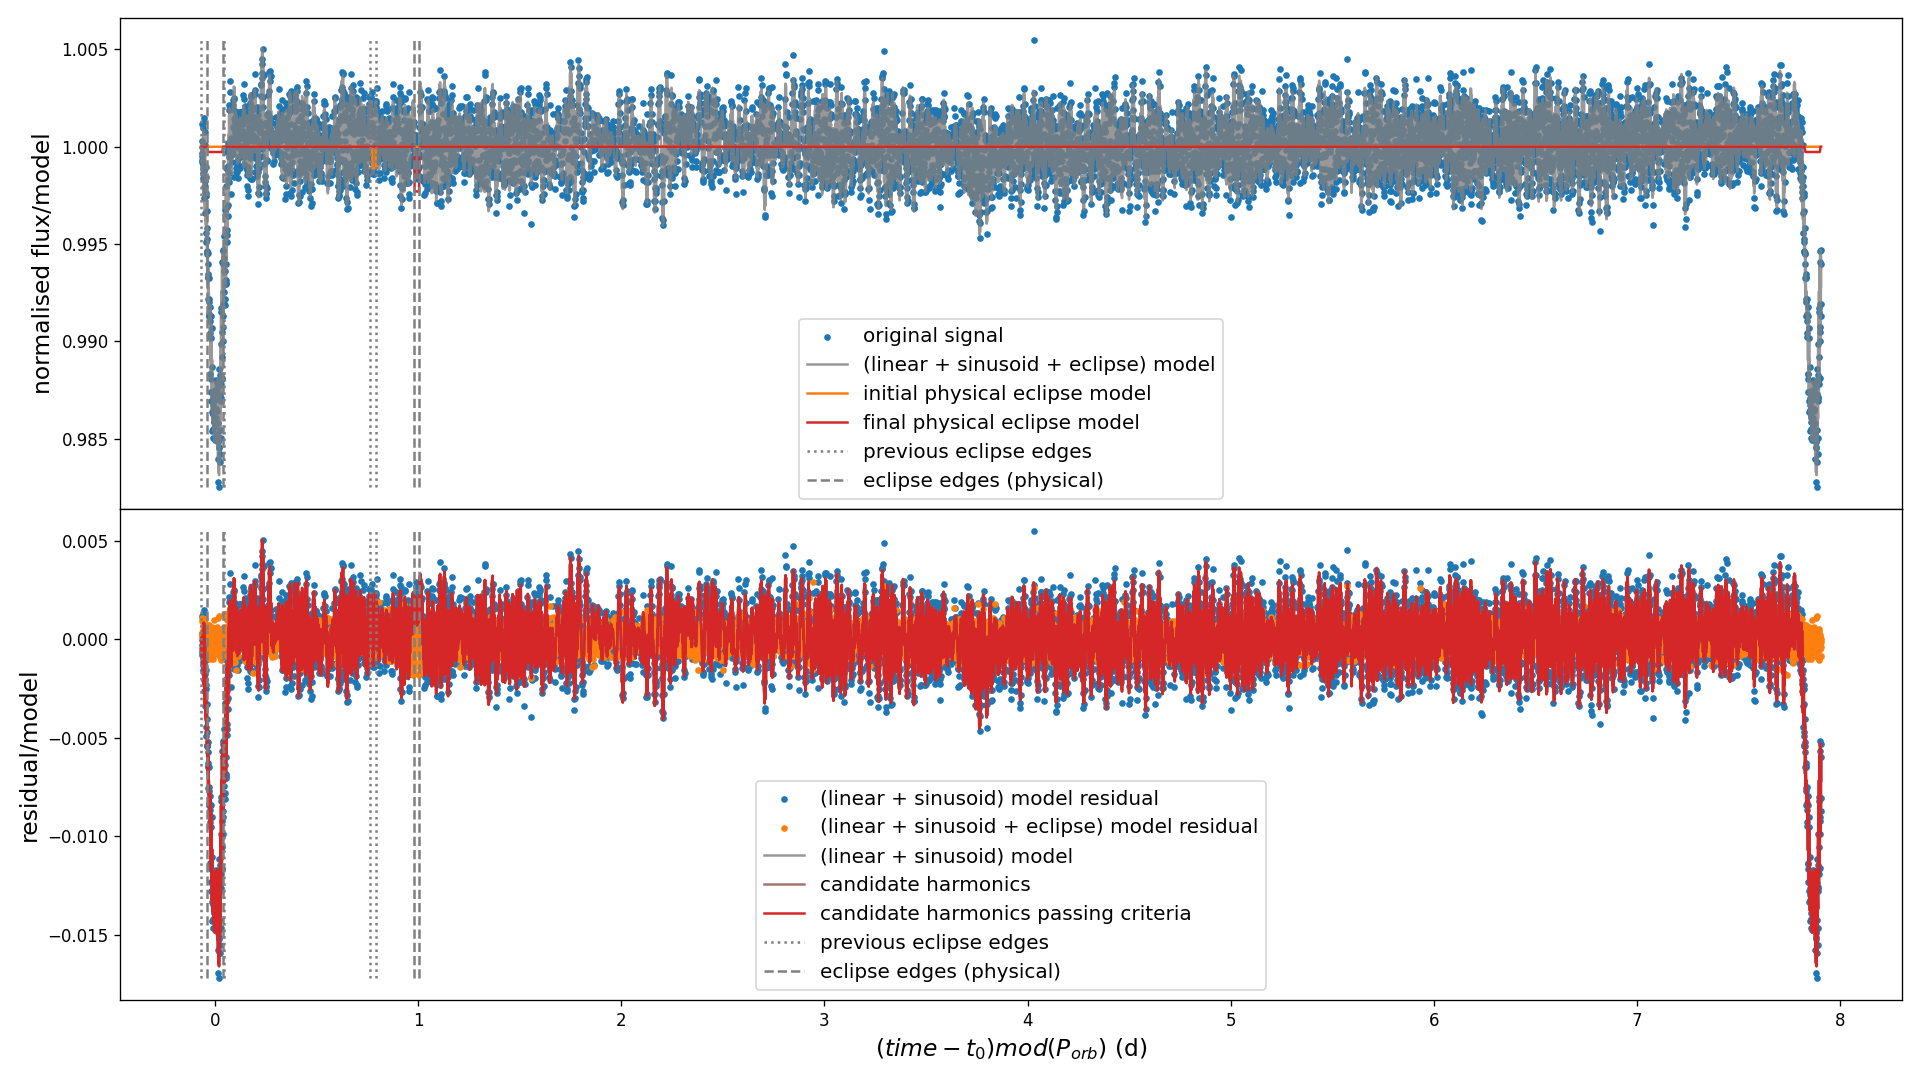 normalised flux/model
1.005
1.000
0.995
0.990
0.985
original signal
(linear + sinusoid + eclipse) model
initial physical eclipse model
final physical eclipse model
previous eclipse edges
eclipse edges (physical)
residual/model
0.005
0.000
−0.005
−0.010
−0.015
(linear + sinusoid) model residual
(linear + sinusoid + eclipse) model residual
(linear + sinusoid) model
candidate harmonics
candidate harmonics passing criteria
previous eclipse edges
eclipse edges (physical)
0 1 2 3 4 5 6 7 8
(time − t₀)mod(P_orb) (d)